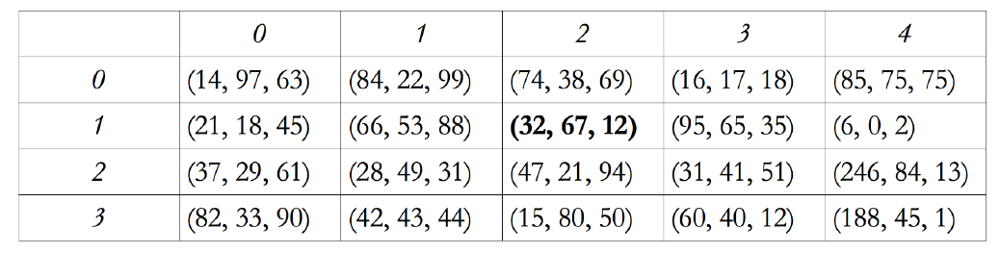 0 1 2 3 4
0 (14, 97, 63) (84, 22, 99) (74, 38, 69) (16, 17, 18) (85, 75, 75)
1 (21, 18, 45) (66, 53, 88) (32, 67, 12) (95, 65, 35) (6, 0, 2)
2 (37, 29, 61) (28, 49, 31) (47, 21, 94) (31, 41, 51) (246, 84, 13)
3 (82, 33, 90) (42, 43, 44) (15, 80, 50) (60, 40, 12) (188, 45, 1)